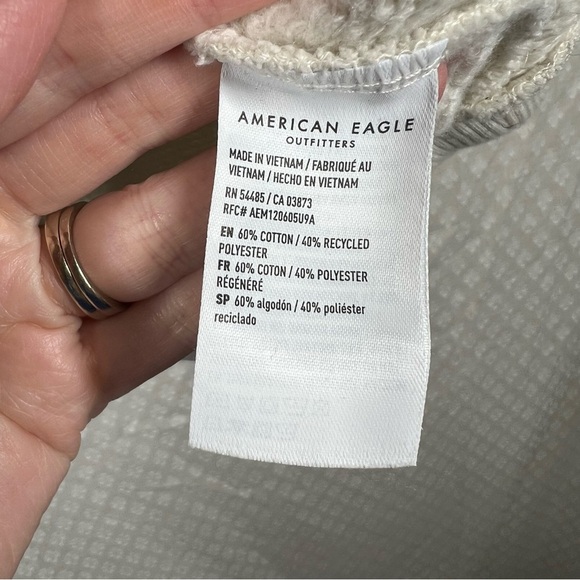 AMERICAN EAGLE
OUTFITTERS
MADE IN VIETNAM / FABRIQUÉ AU
VIETNAM / HECHO EN VIETNAM
RN 54485 / CA 03873
RFC# AEM120605U9A
EN 60% COTTON / 40% RECYCLED
POLYESTER
FR 60% COTON / 40% POLYESTER
RÉGÉNÉRÉ
SP 60% algodón / 40% poliéster
reciclado